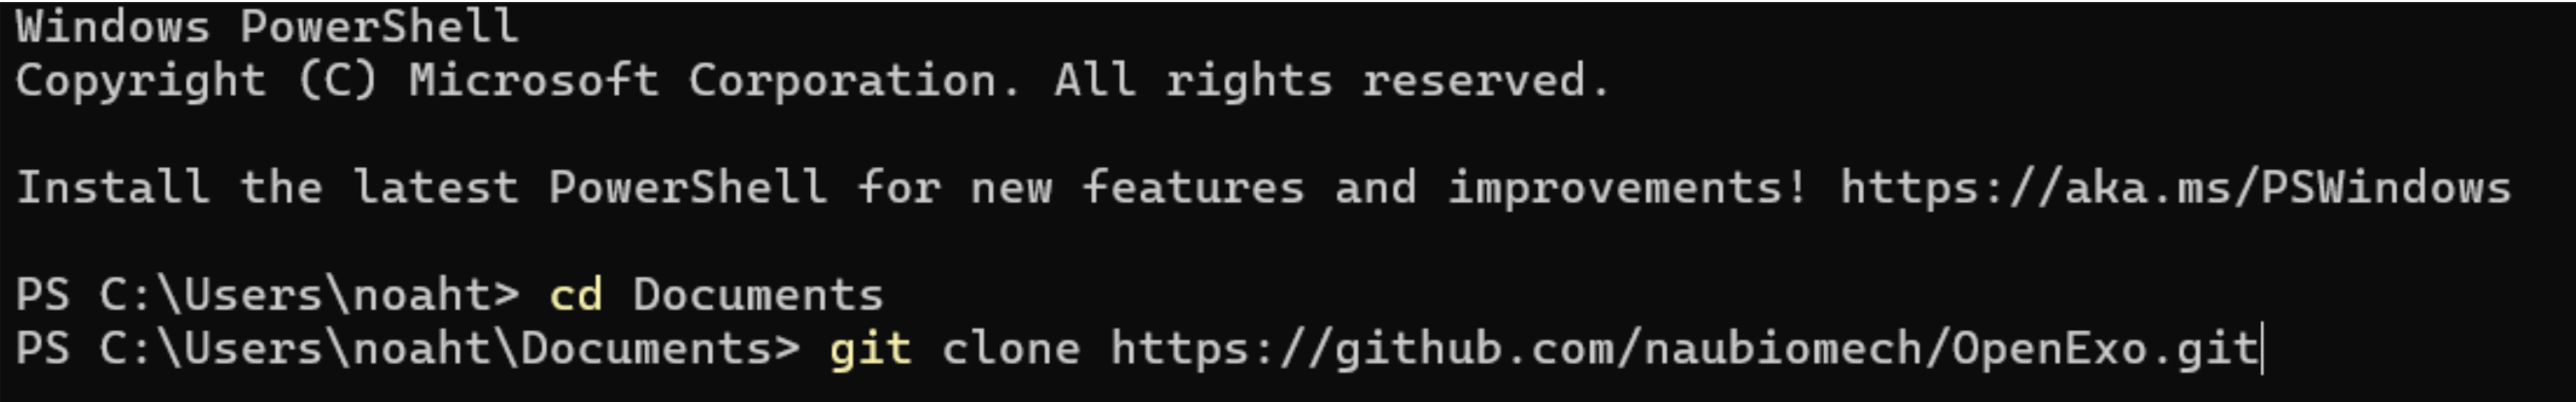 Windows PowerShell
Copyright (C) Microsoft Corporation. All rights reserved.
Install the latest PowerShell for new features and improvements! https://aka.ms/PSWindows
PS C:\Users\noaht> cd Documents
PS C:\Users\noaht\Documents> git clone https://github.com/naubiomech/OpenExo.git